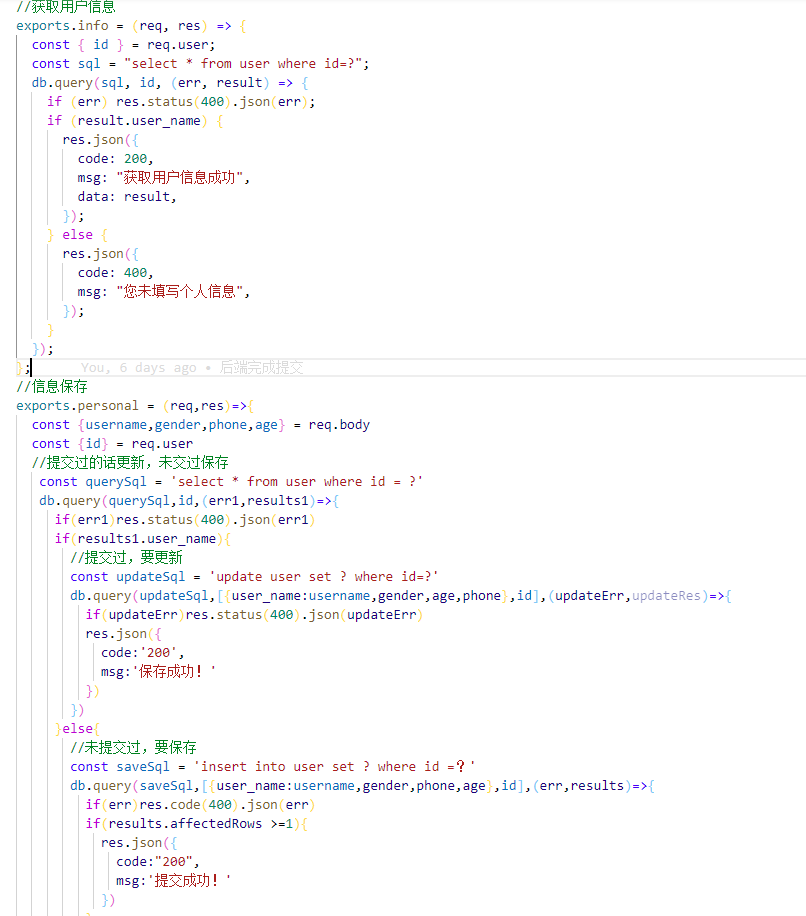 //获取用户信息
exports.info = (req, res) => {
  const { id } = req.user;
  const sql = "select * from user where id=?";
  db.query(sql, id, (err, result) => {
    if (err) res.status(400).json(err);
    if (result.user_name) {
      res.json({
        code: 200,
        msg: "获取用户信息成功",
        data: result,
      });
    } else {
      res.json({
        code: 400,
        msg: "您未填写个人信息",
      });
    }
  });
};      You, 6 days ago • 后端完成提交
//信息保存
exports.personal = (req,res)=>{
  const {username,gender,phone,age} = req.body
  const {id} = req.user
  //提交过的话更新，未交过保存
   const querySql = 'select * from user where id = ?'
   db.query(querySql,id,(err1,results1)=>{
     if(err1)res.status(400).json(err1)
     if(results1.user_name){
       //提交过，要更新
       const updateSql = 'update user set ? where id=?'
       db.query(updateSql,[{user_name:username,gender,age,phone},id],(updateErr,updateRes)=>{
         if(updateErr)res.status(400).json(updateErr)
         res.json({
           code:'200',
           msg:'保存成功！'
         })
       })
     }else{
       //未提交过，要保存
       const saveSql = 'insert into user set ? where id =？'
       db.query(saveSql,[{user_name:username,gender,phone,age},id],(err,results)=>{
         if(err)res.code(400).json(err)
         if(results.affectedRows >=1){
           res.json({
             code:"200",
             msg:'提交成功！'
           })